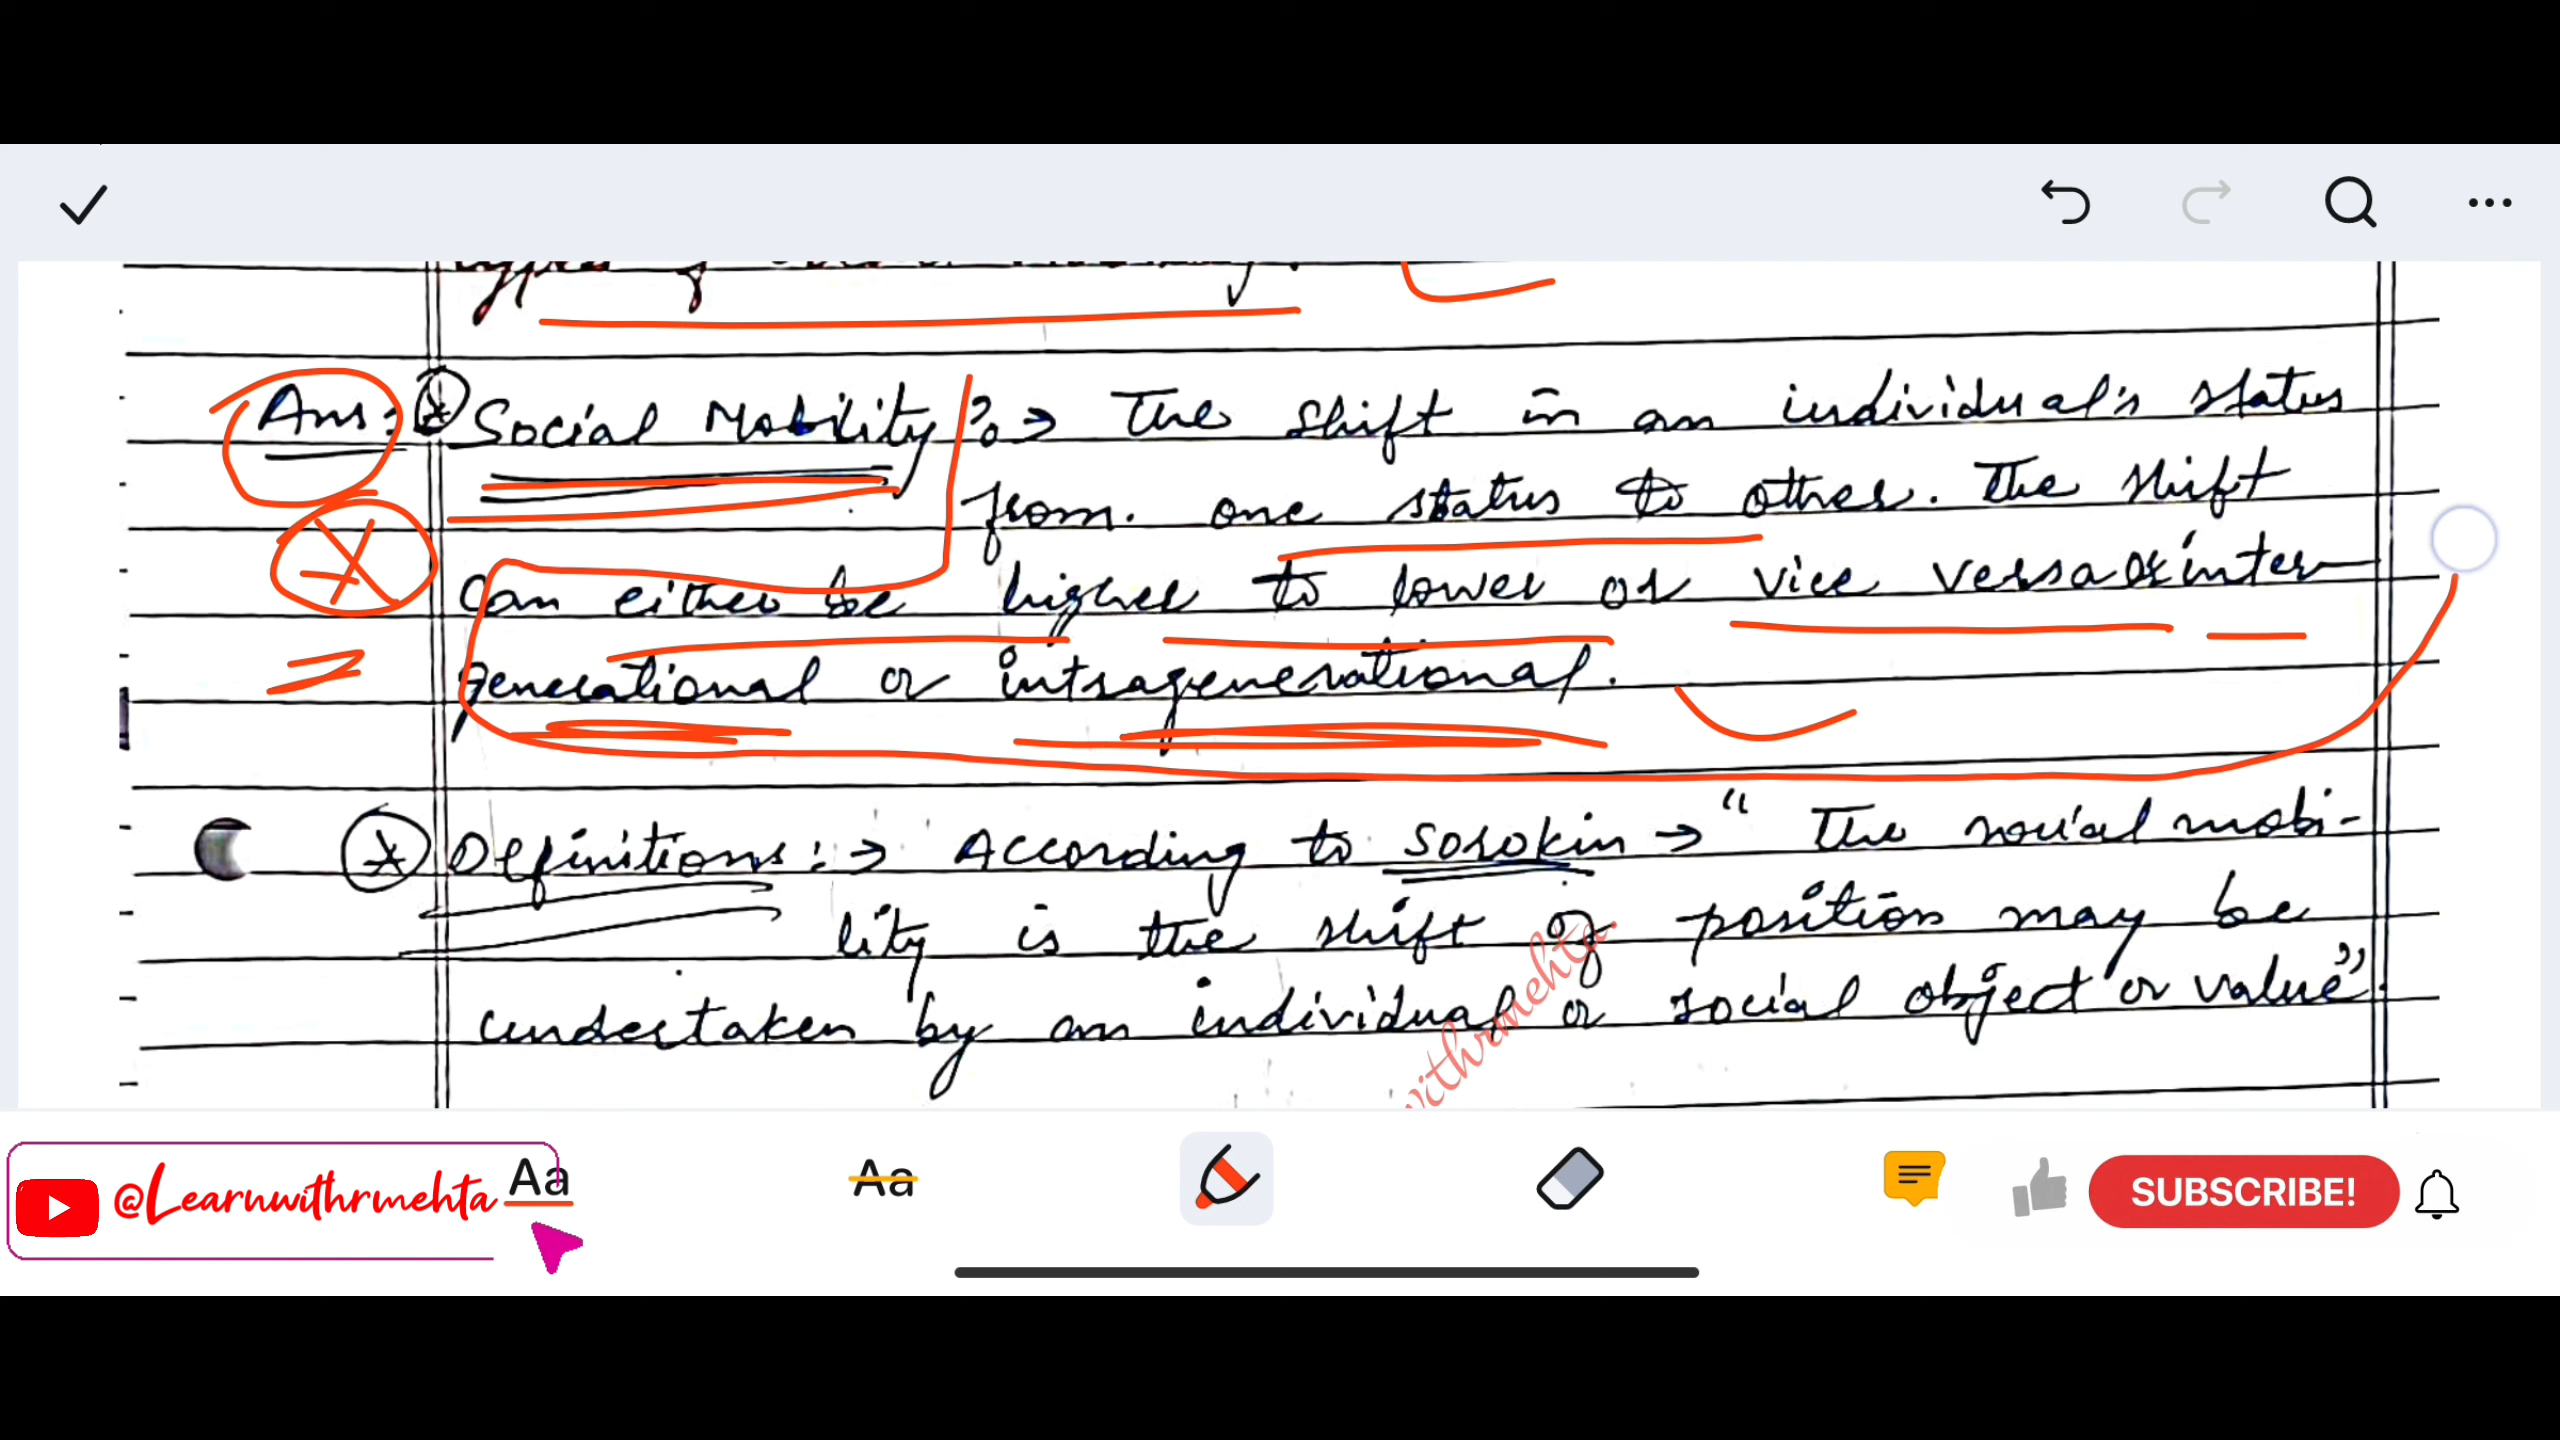 Ans: Social Mobility :→ The shift in an individual's status
from. one status to other. The shift
Can either be higher to lower or vice versa or inter-
generational or intragenerational.
Definitions :→ According to Sorokin → " The social mobi-
lity is the shift of position may be
undertaken by an individual or social object or value".
withrmehta.
@Learnwithrmehta Aa Aa SUBSCRIBE!